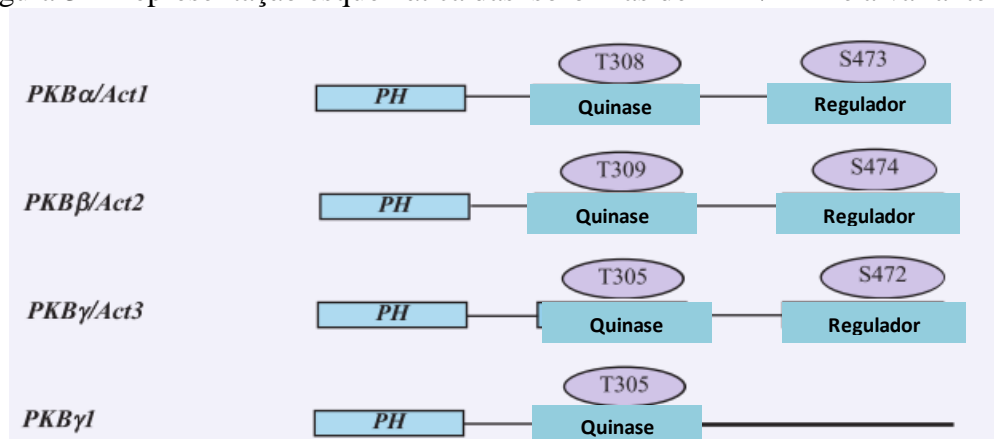 T308 S473
PKBα/Act1 PH Quinase Regulador
T309 S474
PKBβ/Act2 PH Quinase Regulador
T305 S472
PKBγ/Act3 PH Quinase Regulador
T305
PKBγ1 PH Quinase